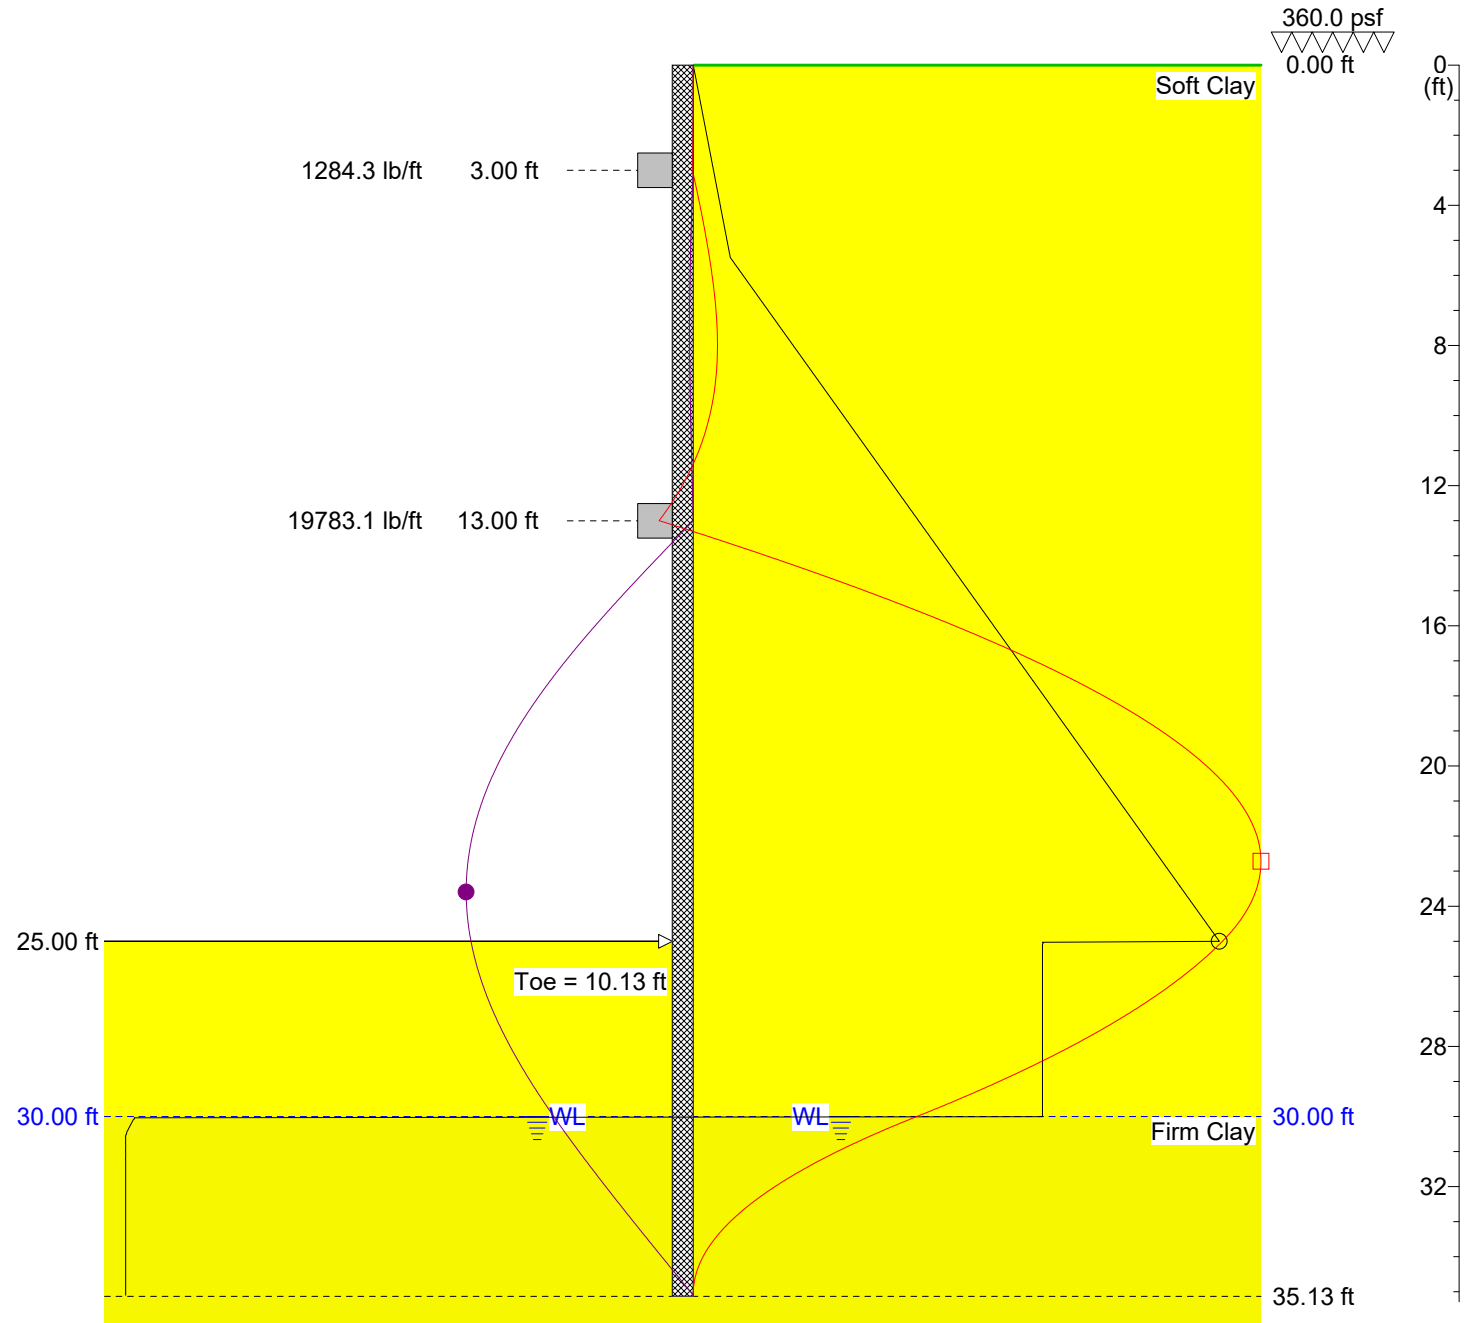 360.0 psf
0.00 ft
0
(ft)
Soft Clay
1284.3 lb/ft 3.00 ft
4
8
12
19783.1 lb/ft 13.00 ft
16
20
24
25.00 ft
Toe = 10.13 ft
28
30.00 ft
WL
WL
30.00 ft
Firm Clay
32
35.13 ft